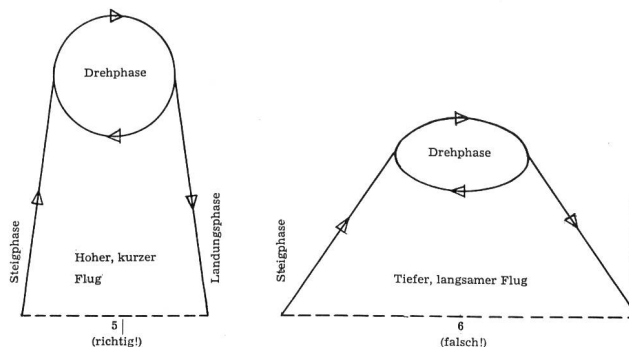 Drehphase
Steigphase
Landungsphase
Hoher, kurzer
Flug
5
(richtig!)
Drehphase
Steigphase
Tiefer, langsamer Flug
6
(falsch!)